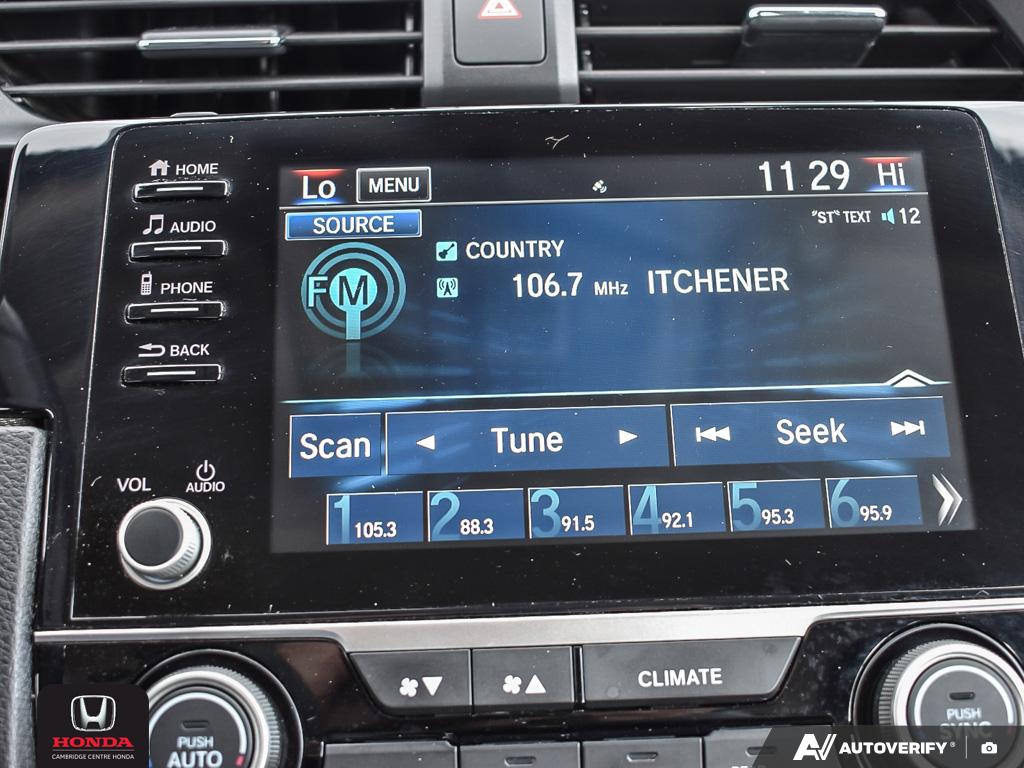 HOME
AUDIO
PHONE
BACK
VOL
AUDIO
Lo
MENU
11 29
Hi
SOURCE
"ST" TEXT
12
FM
COUNTRY
106.7 MHz ITCHENER
Scan
Tune
Seek
1 105.3
2 88.3
3 91.5
4 92.1
5 95.3
6 95.9
CLIMATE
PUSH
AUTO
PUSH
SYNC
HONDA
CAMBRIDGE CENTRE HONDA
AUTOVERIFY